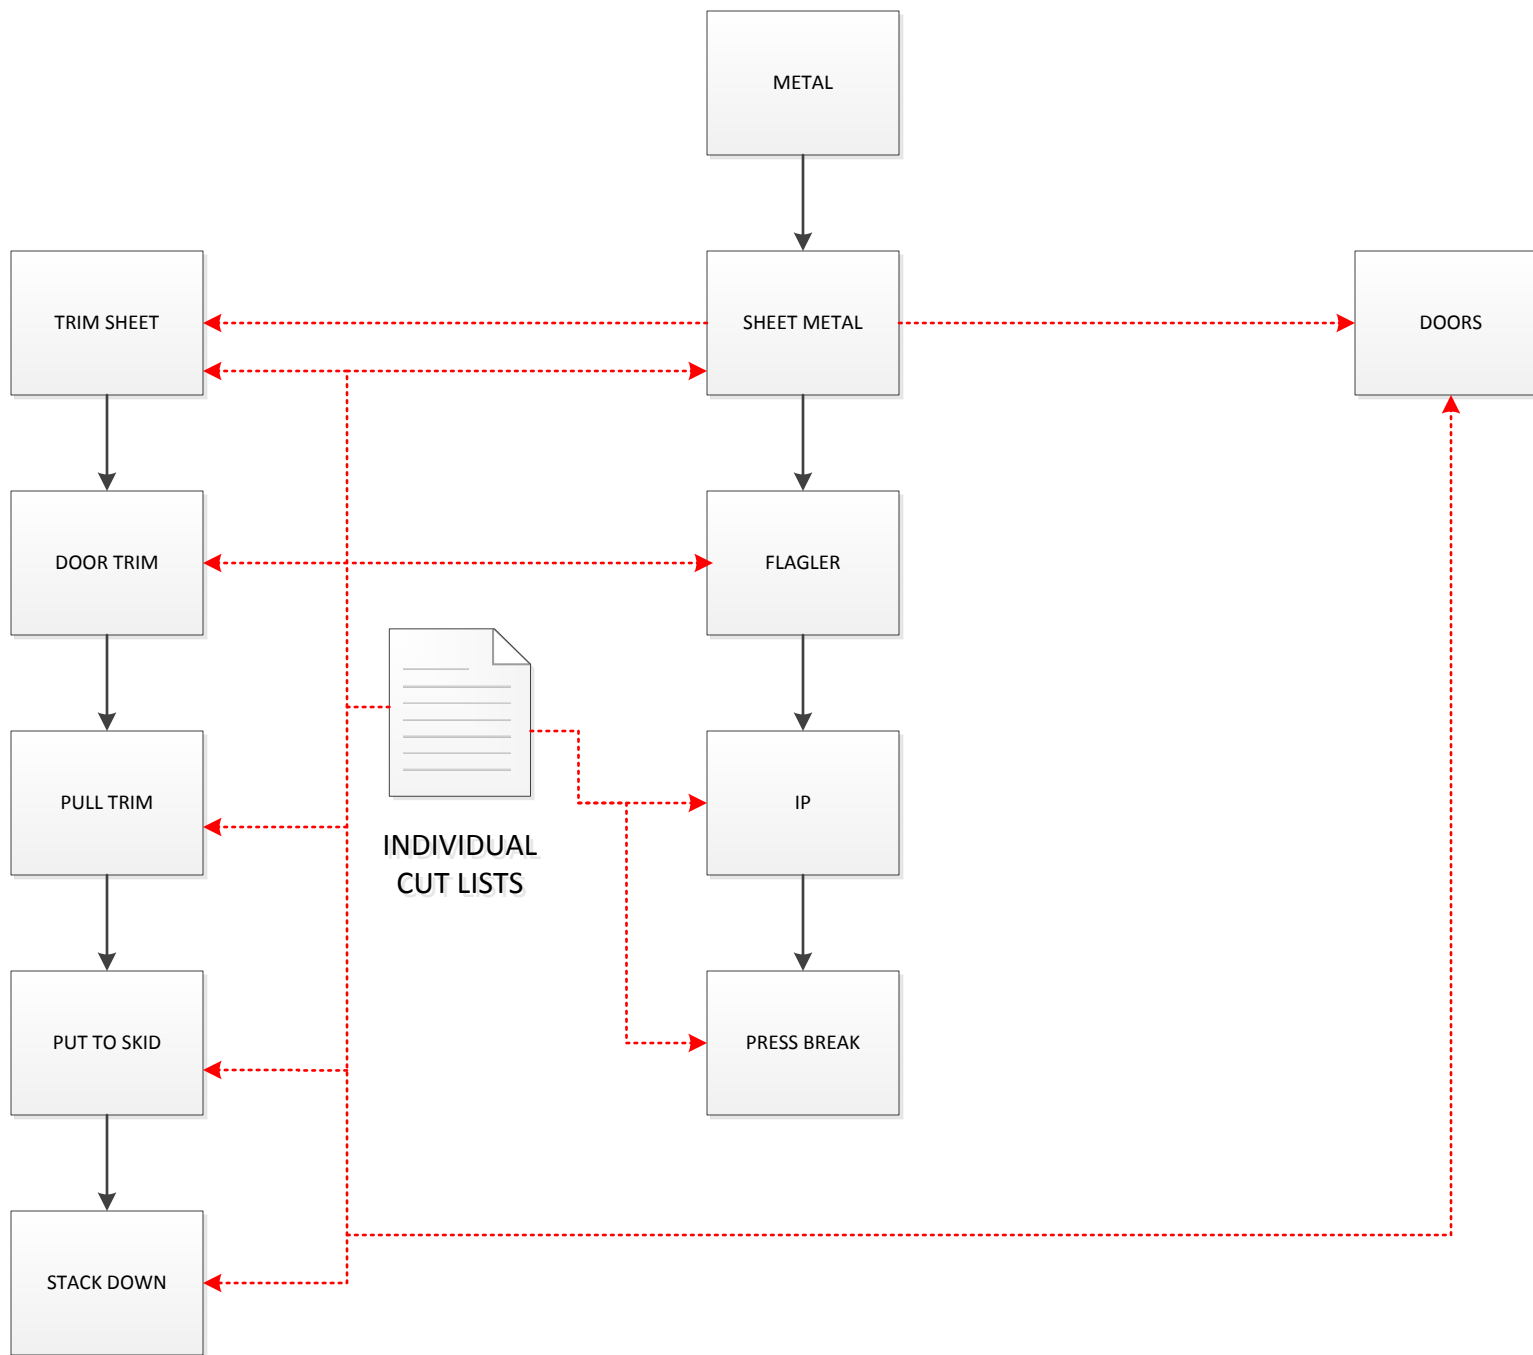 METAL
TRIM SHEET
SHEET METAL
DOORS
DOOR TRIM
FLAGLER
PULL TRIM
IP
INDIVIDUAL
CUT LISTS
PUT TO SKID
PRESS BREAK
STACK DOWN